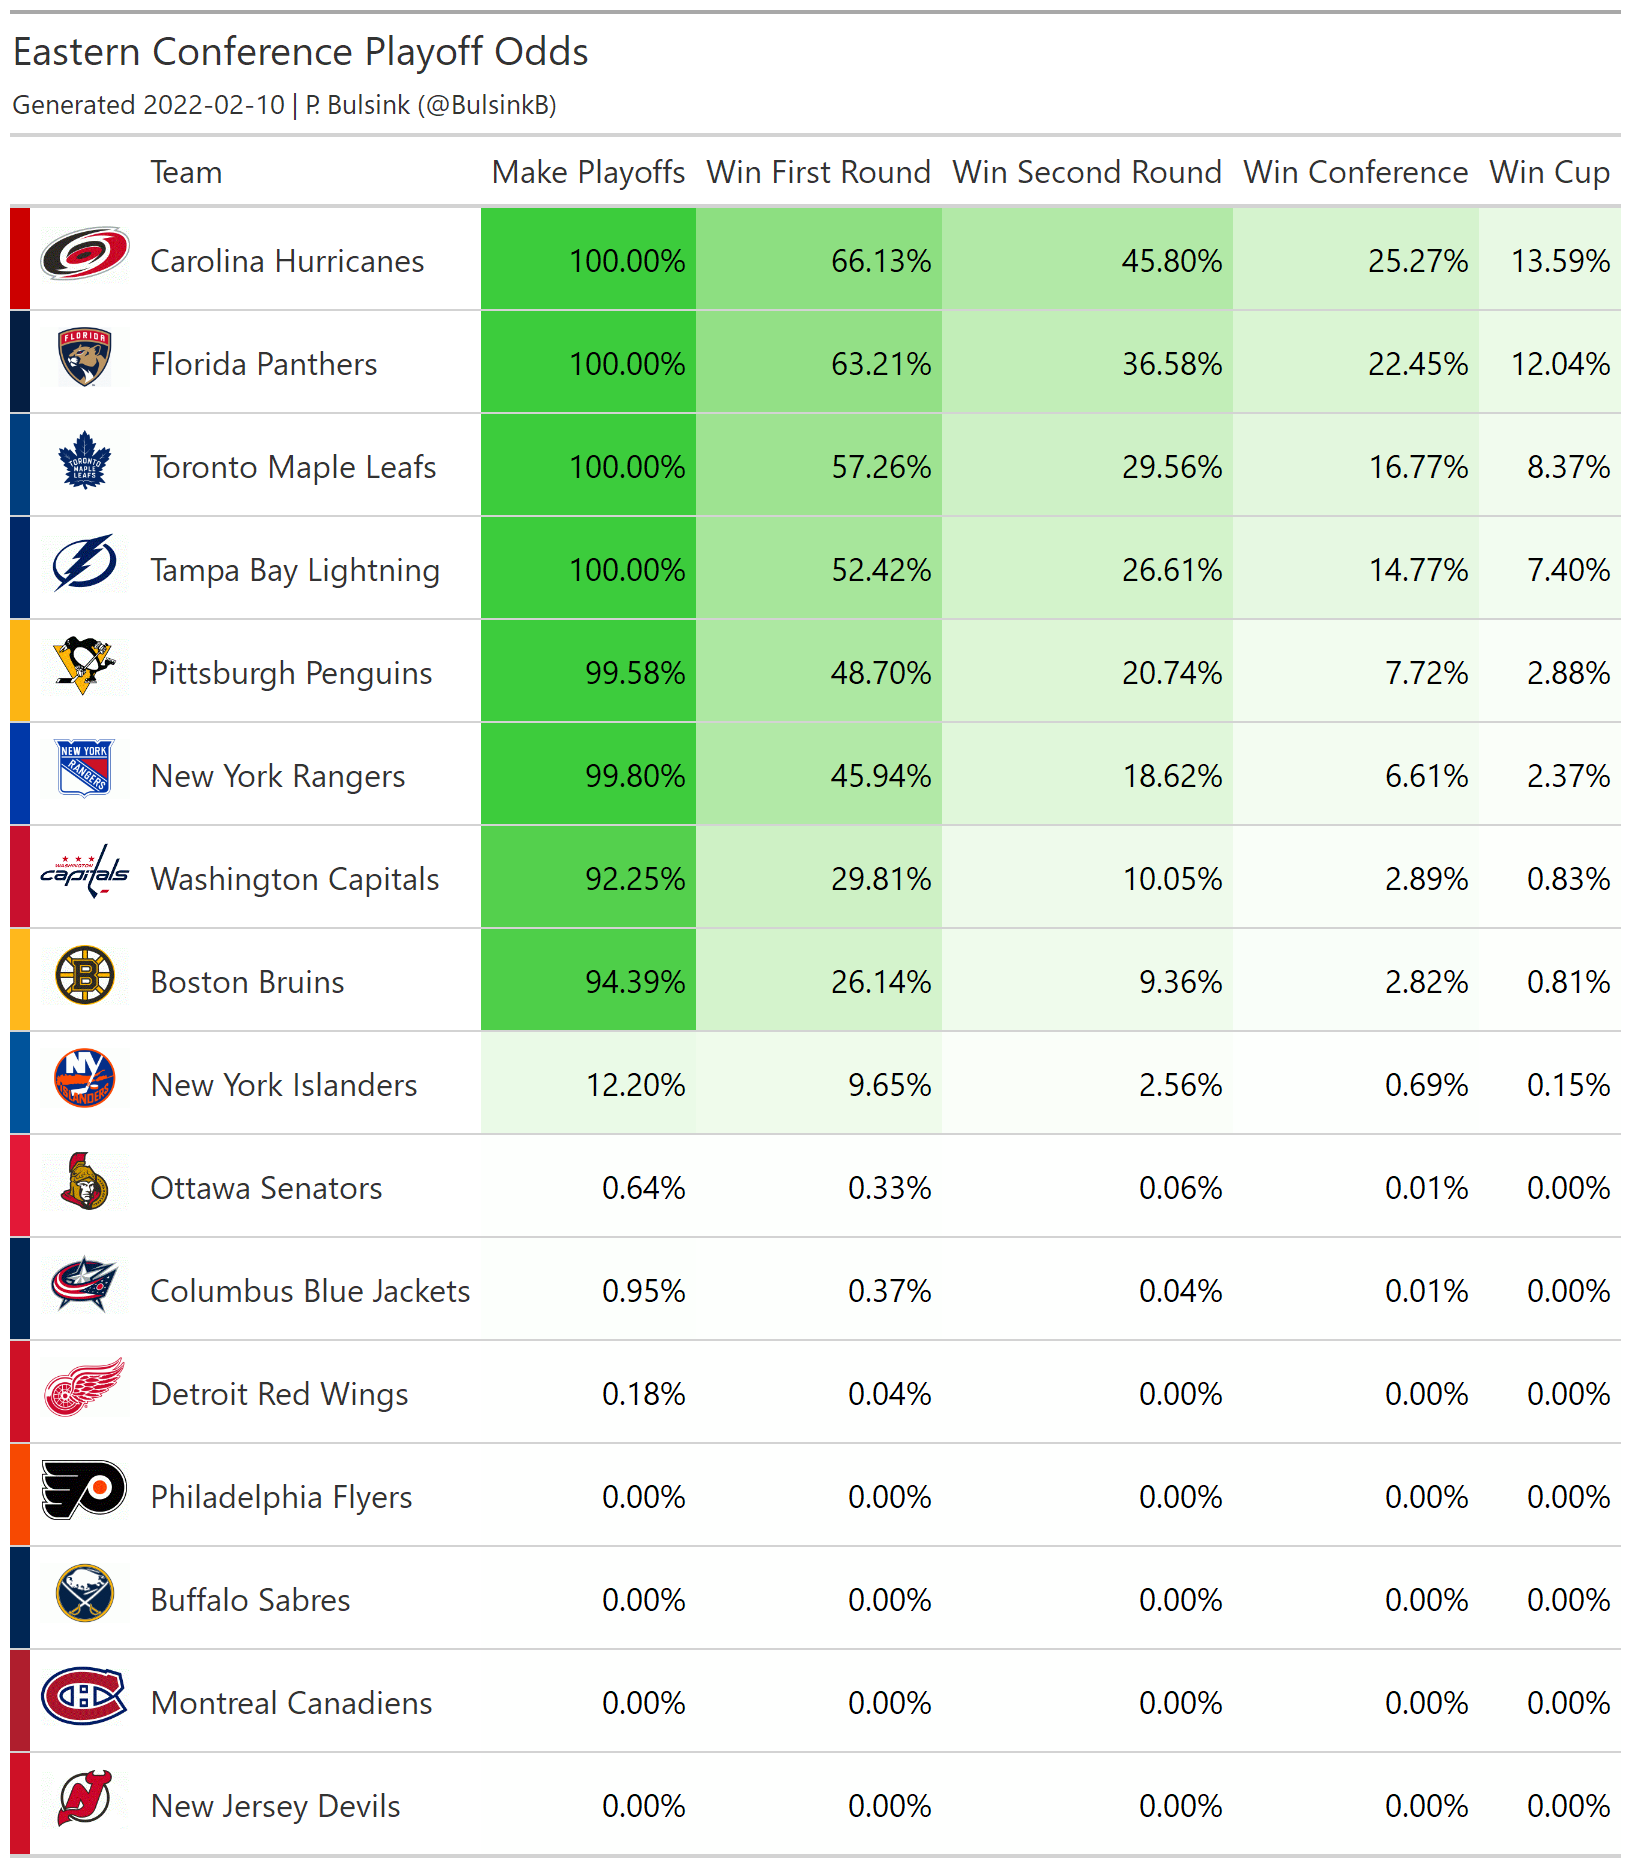 Eastern Conference Playoff Odds
Generated 2022-02-10 | P. Bulsink (@BulsinkB)
Team Make Playoffs Win First Round Win Second Round Win Conference Win Cup
Carolina Hurricanes 100.00% 66.13% 45.80% 25.27% 13.59%
FLORIDA
Florida Panthers 100.00% 63.21% 36.58% 22.45% 12.04%
TORONTO
MAPLE
LEAFS
Toronto Maple Leafs 100.00% 57.26% 29.56% 16.77% 8.37%
Tampa Bay Lightning 100.00% 52.42% 26.61% 14.77% 7.40%
Pittsburgh Penguins 99.58% 48.70% 20.74% 7.72% 2.88%
NEW YORK
RANGERS
New York Rangers 99.80% 45.94% 18.62% 6.61% 2.37%
WASHINGTON
capitals
Washington Capitals 92.25% 29.81% 10.05% 2.89% 0.83%
B
Boston Bruins 94.39% 26.14% 9.36% 2.82% 0.81%
NY
ISLANDERS
New York Islanders 12.20% 9.65% 2.56% 0.69% 0.15%
Ottawa Senators 0.64% 0.33% 0.06% 0.01% 0.00%
Columbus Blue Jackets 0.95% 0.37% 0.04% 0.01% 0.00%
Detroit Red Wings 0.18% 0.04% 0.00% 0.00% 0.00%
Philadelphia Flyers 0.00% 0.00% 0.00% 0.00% 0.00%
Buffalo Sabres 0.00% 0.00% 0.00% 0.00% 0.00%
Montreal Canadiens 0.00% 0.00% 0.00% 0.00% 0.00%
New Jersey Devils 0.00% 0.00% 0.00% 0.00% 0.00%